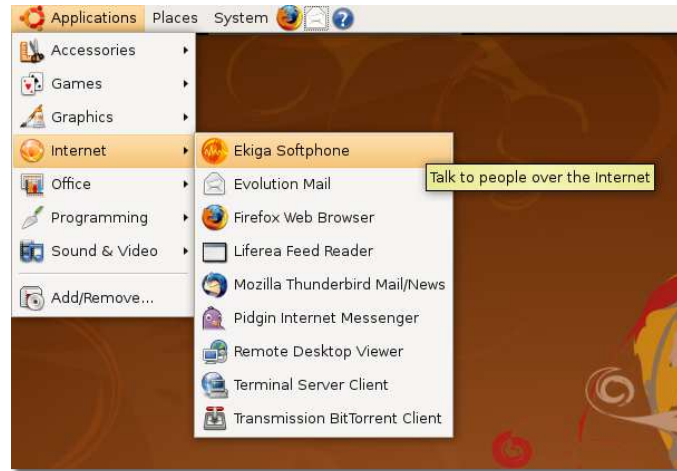 Applications Places System
Accessories
Games
Graphics
Internet
Office
Programming
Sound & Video
Add/Remove...
Ekiga Softphone
Evolution Mail
Firefox Web Browser
Liferea Feed Reader
Mozilla Thunderbird Mail/News
Pidgin Internet Messenger
Remote Desktop Viewer
Terminal Server Client
Transmission BitTorrent Client
Talk to people over the Internet